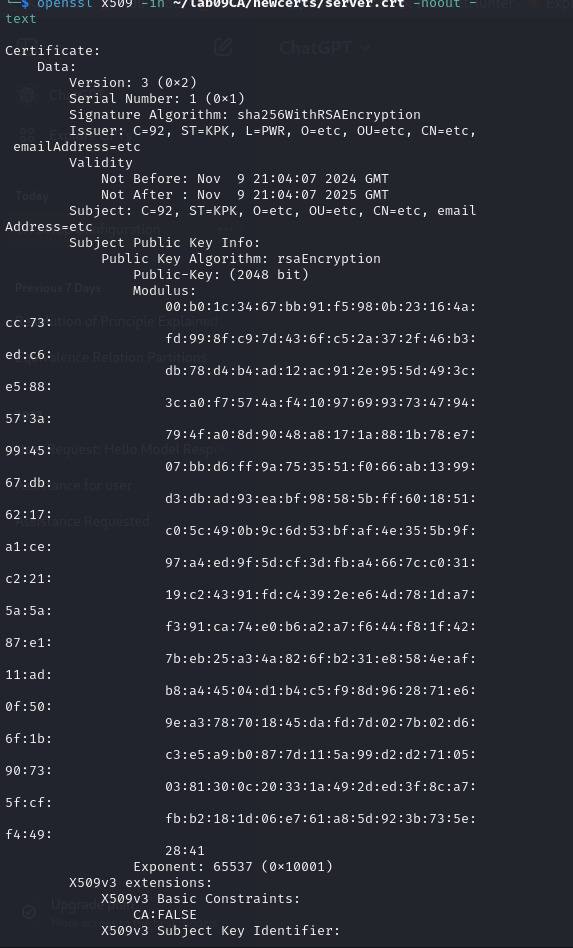 └─$ openssl x509 -in ~/lab09CA/newcerts/server.crt -noout -
text
ChatGPT
Certificate:
    Data:
        Version: 3 (0×2)
        Serial Number: 1 (0×1)
        Signature Algorithm: sha256WithRSAEncryption
        Issuer: C=92, ST=KPK, L=PWR, O=etc, OU=etc, CN=etc,
 emailAddress=etc
        Validity
            Not Before: Nov  9 21:04:07 2024 GMT
Today
            Not After : Nov  9 21:04:07 2025 GMT
        Subject: C=92, ST=KPK, O=etc, OU=etc, CN=etc, email
Address=etc
        Subject Public Key Info:
            Public Key Algorithm: rsaEncryption
                Public-Key: (2048 bit)
Previous 7 Days
                Modulus:
                    00:b0:1c:34:67:bb:91:f5:98:0b:23:16:4a:
cc:73:
of Principle Explained
                    fd:99:8f:c9:7d:43:6f:c5:2a:37:2f:46:b3:
ed:c6:
Relation Partitions
                    db:78:d4:b4:ad:12:ac:91:2e:95:5d:49:3c:
e5:88:
                    3c:a0:f7:57:4a:f4:10:97:69:93:73:47:94:
57:3a:
                    79:4f:a0:8d:90:48:a8:17:1a:88:1b:78:e7:
99:45:
Request: Hello Model
                    07:bb:d6:ff:9a:75:35:51:f0:66:ab:13:99:
67:db:
for user
                    d3:db:ad:93:ea:bf:98:58:5b:ff:60:18:51:
62:17:
Assistance Requested
                    c0:5c:49:0b:9c:6d:53:bf:af:4e:35:5b:9f:
a1:ce:
                    97:a4:ed:9f:5d:cf:3d:fb:a4:66:7c:c0:31:
c2:21:
                    19:c2:43:91:fd:c4:39:2e:e6:4d:78:1d:a7:
5a:5a:
                    f3:91:ca:74:e0:b6:a2:a7:f6:44:f8:1f:42:
87:e1:
                    7b:eb:25:a3:4a:82:6f:b2:31:e8:58:4e:af:
11:ad:
                    b8:a4:45:04:d1:b4:c5:f9:8d:96:28:71:e6:
0f:50:
                    9e:a3:78:70:18:45:da:fd:7d:02:7b:02:d6:
6f:1b:
                    c3:e5:a9:b0:87:7d:11:5a:99:d2:d2:71:05:
90:73:
                    03:81:30:0c:20:33:1a:49:2d:ed:3f:8c:a7:
5f:cf:
                    fb:b2:18:1d:06:e7:61:a8:5d:92:3b:73:5e:
f4:49:
                    28:41
                Exponent: 65537 (0×10001)
        X509v3 extensions:
            X509v3 Basic Constraints:
Upgrade
                CA:FALSE
            X509v3 Subject Key Identifier: